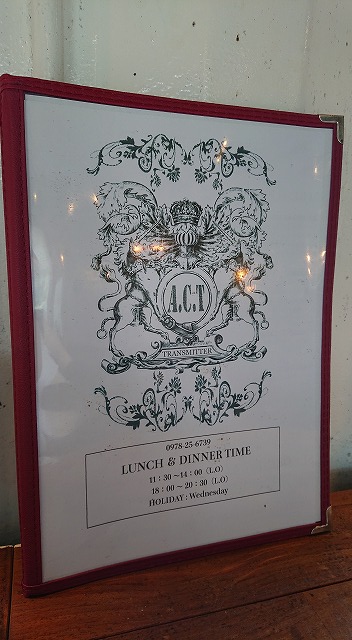 A.C.T
TRANSMITTER
0978-25-6739
LUNCH & DINNER TIME
11：30〜14：00（L.O）
18：00〜20：30（L.O）
HOLIDAY : Wednesday